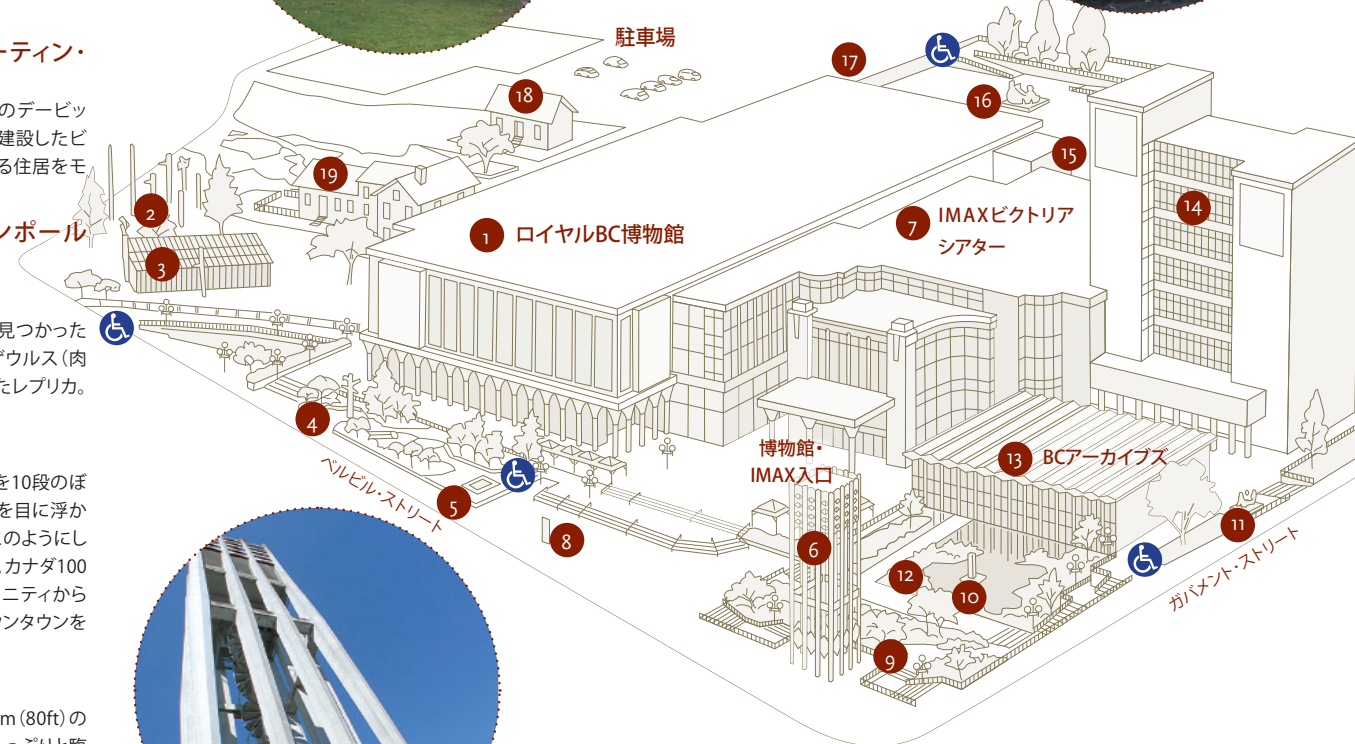 ーティン・
のデービッ
建設したビ
る住居をモ
ンポール
見つかった
ザウルス（肉
たレプリカ。
を10段のぼ
を目に浮か
このようにし
カナダ100
ニティから
ウンタウンを
m（80ft）の
駐車場
17
18
16
15
19
14
2
3
1 ロイヤルBC博物館
7 IMAXビクトリア
シアター
4
5
ベルビル・ストリート
8
博物館・
IMAX入口
6
13 BCアーカイブズ
12
10
11
9
ガバメント・ストリート